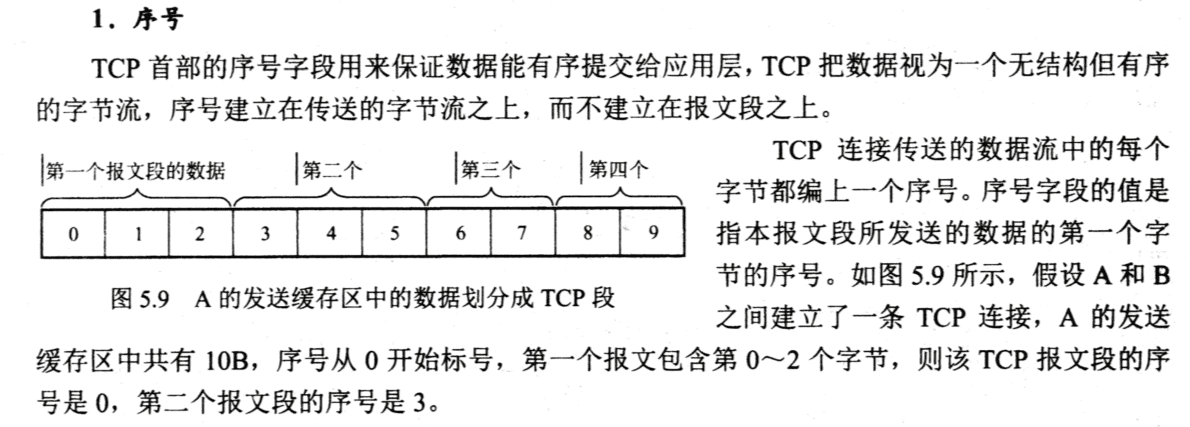 1．序号
TCP 首部的序号字段用来保证数据能有序提交给应用层，TCP 把数据视为一个无结构但有序
的字节流，序号建立在传送的字节流之上，而不建立在报文段之上。
第一个报文段的数据 第二个 第三个 第四个
0 1 2 3 4 5 6 7 8 9
图 5.9 A 的发送缓存区中的数据划分成 TCP 段
TCP 连接传送的数据流中的每个
字节都编上一个序号。序号字段的值是
指本报文段所发送的数据的第一个字
节的序号。如图 5.9 所示，假设 A 和 B
之间建立了一条 TCP 连接，A 的发送
缓存区中共有 10B，序号从 0 开始标号，第一个报文包含第 0～2 个字节，则该 TCP 报文段的序
号是 0，第二个报文段的序号是 3。